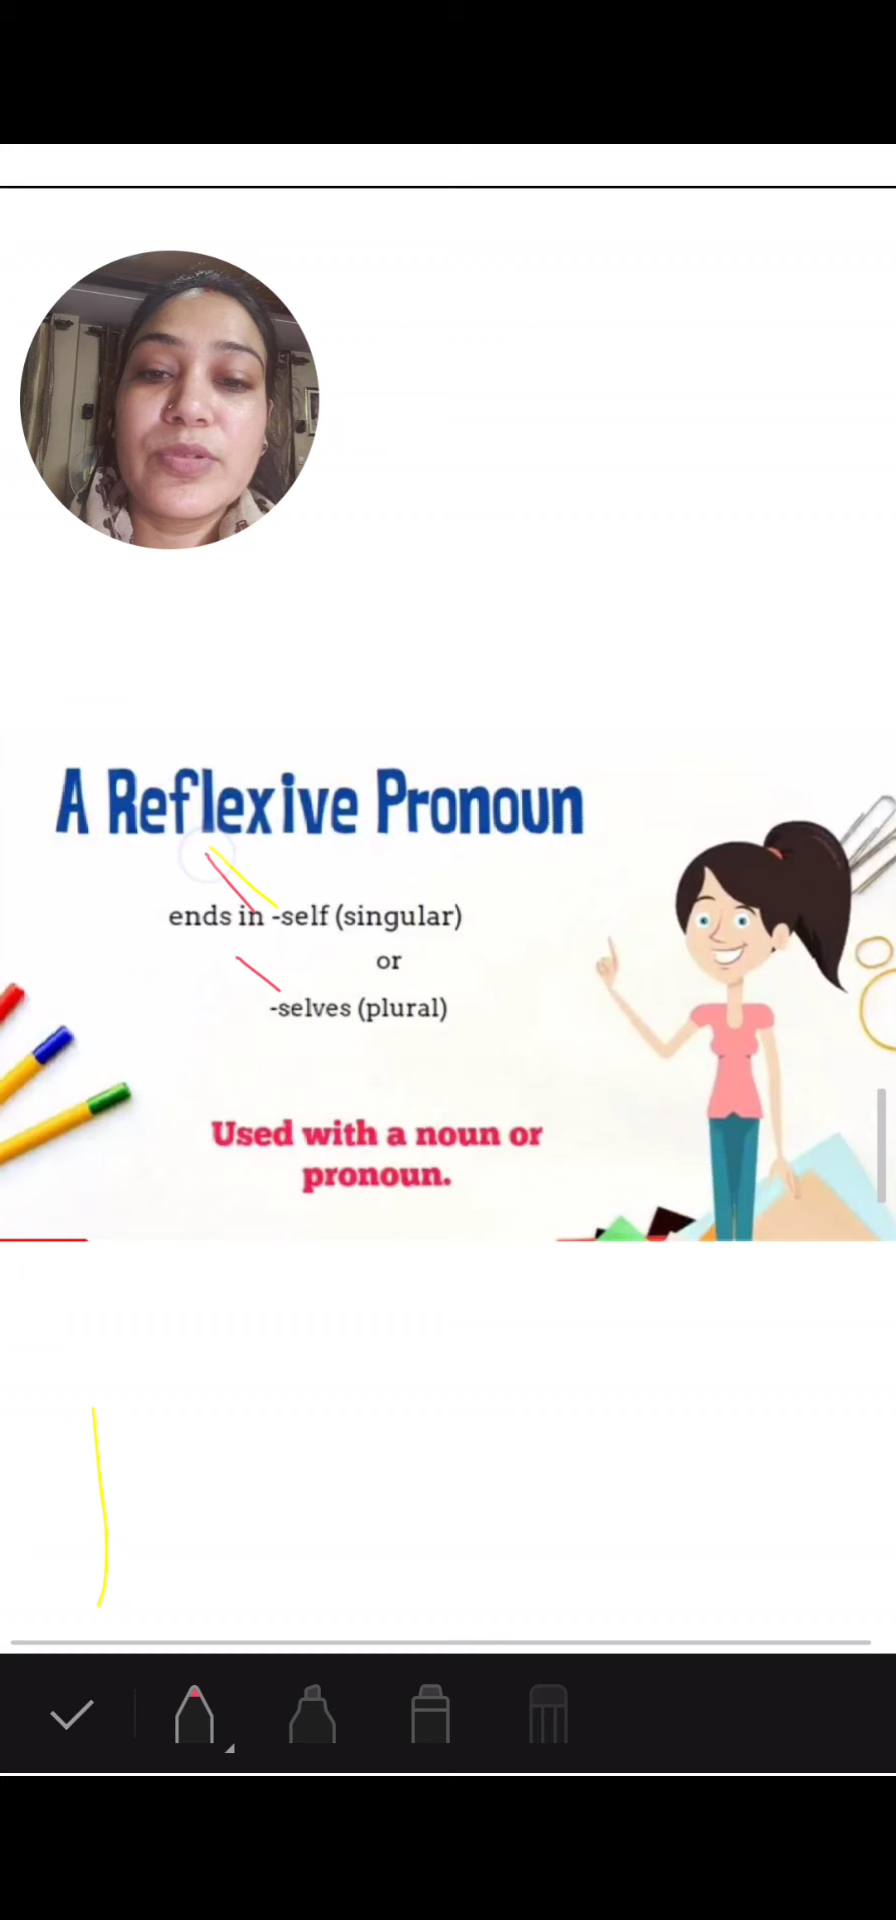 A Reflexive Pronoun
ends in -self (singular)
or
-selves (plural)
Used with a noun or
pronoun.